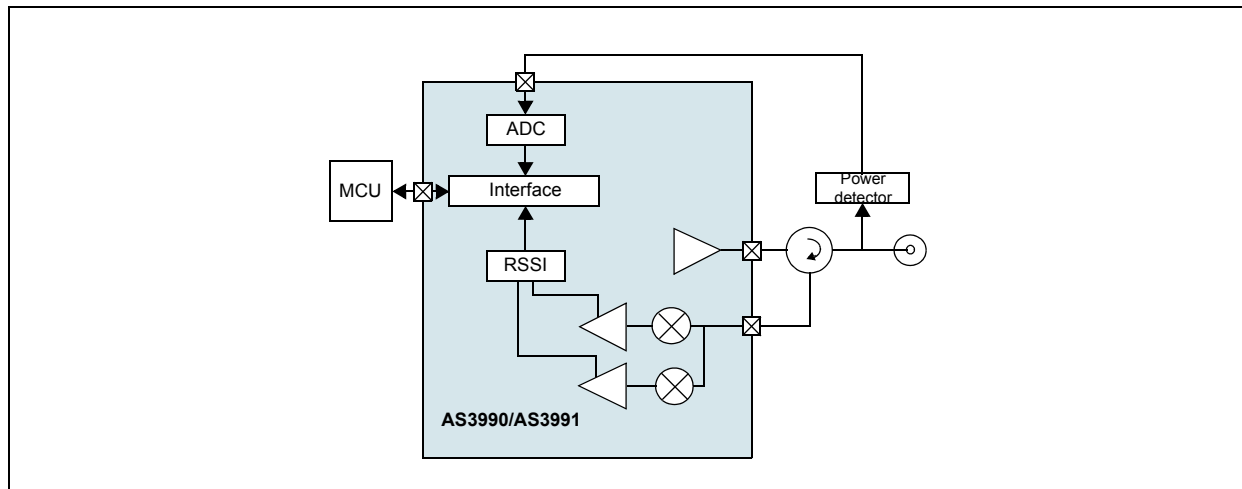 ADC
MCU
Interface
Power
detector
RSSI
AS3990/AS3991